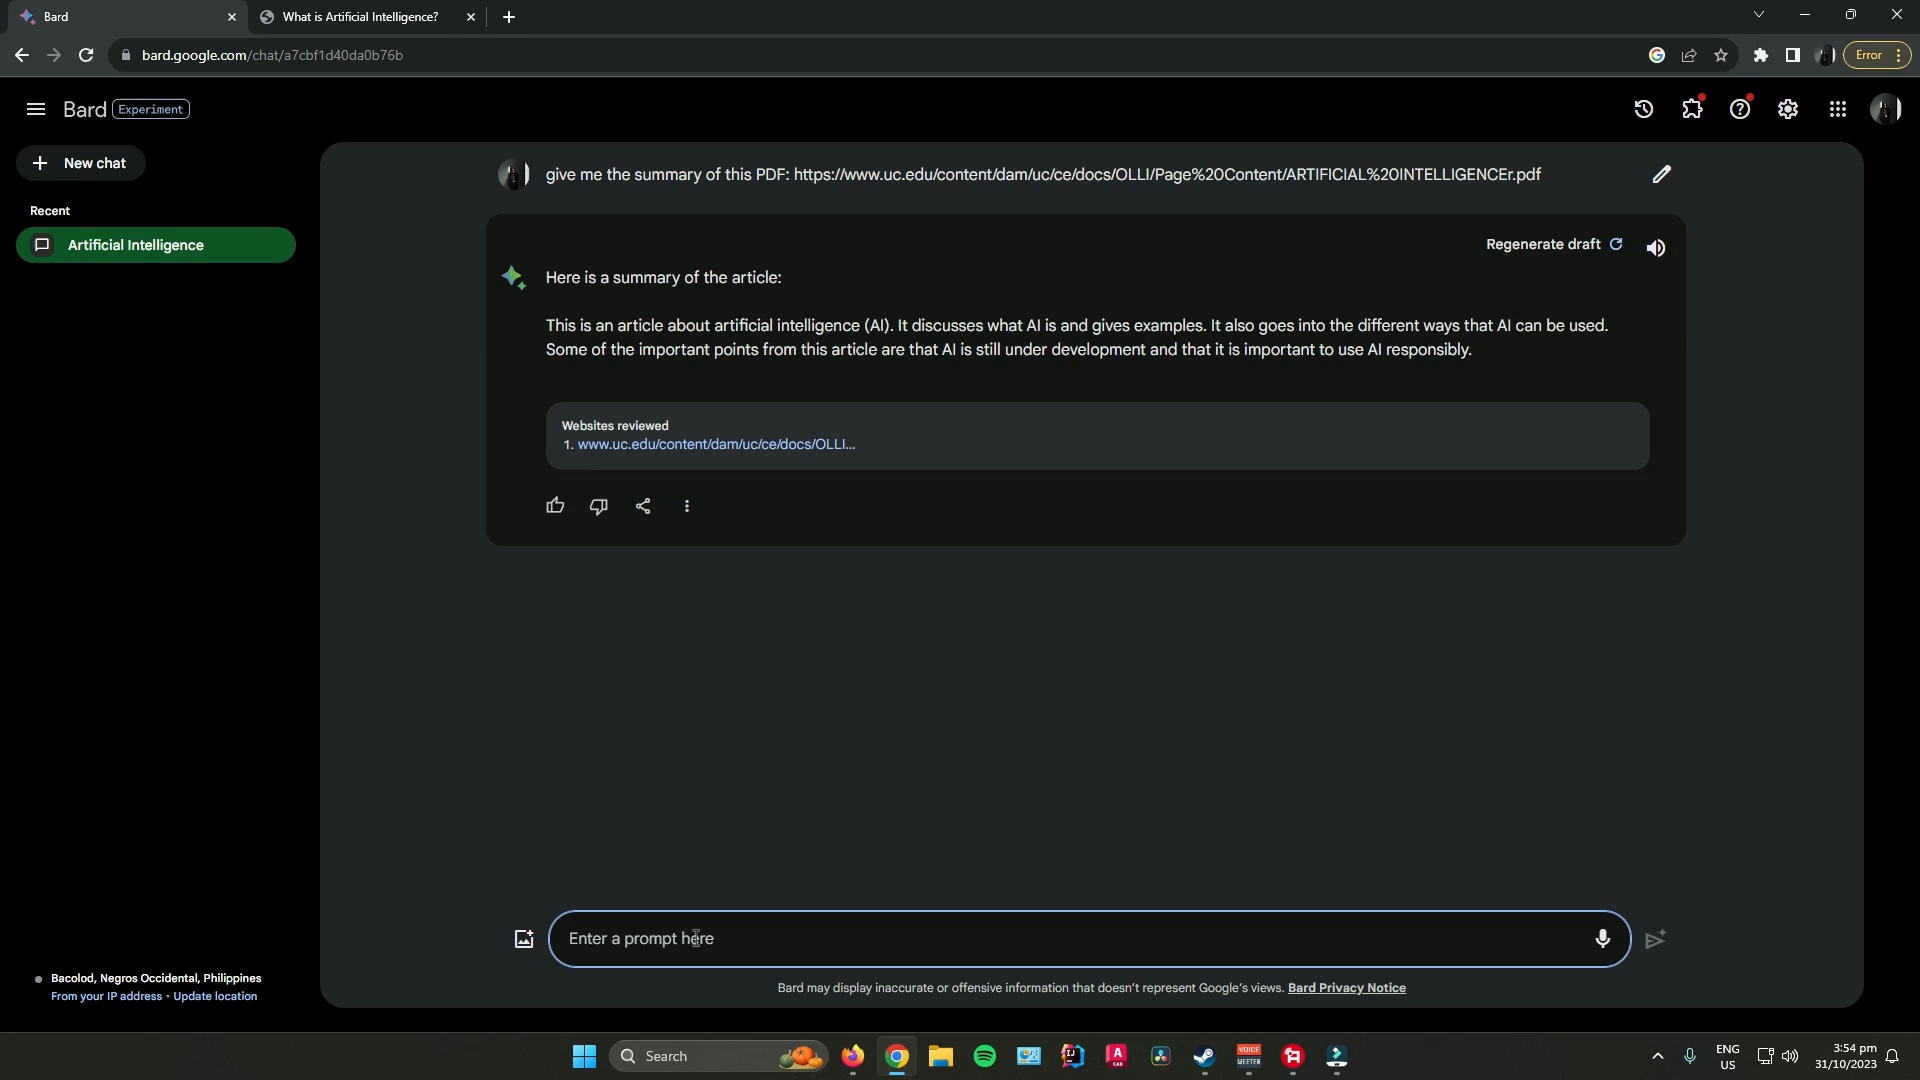 Bard
What is Artificial Intelligence?
bard.google.com/chat/a7cbf1d40da0b76b
Error
Bard Experiment
New chat
Recent
Artificial Intelligence
give me the summary of this PDF: https://www.uc.edu/content/dam/uc/ce/docs/OLLI/Page%20Content/ARTIFICIAL%20INTELLIGENCEr.pdf
Regenerate draft
Here is a summary of the article:
This is an article about artificial intelligence (AI). It discusses what AI is and gives examples. It also goes into the different ways that AI can be used.
Some of the important points from this article are that AI is still under development and that it is important to use AI responsibly.
Websites reviewed
1. www.uc.edu/content/dam/uc/ce/docs/OLLI...
Enter a prompt here
Bard may display inaccurate or offensive information that doesn't represent Google's views. Bard Privacy Notice
Bacolod, Negros Occidental, Philippines
From your IP address • Update location
Search
VOICE
MEETER
ENG
US
3:54 pm
31/10/2023